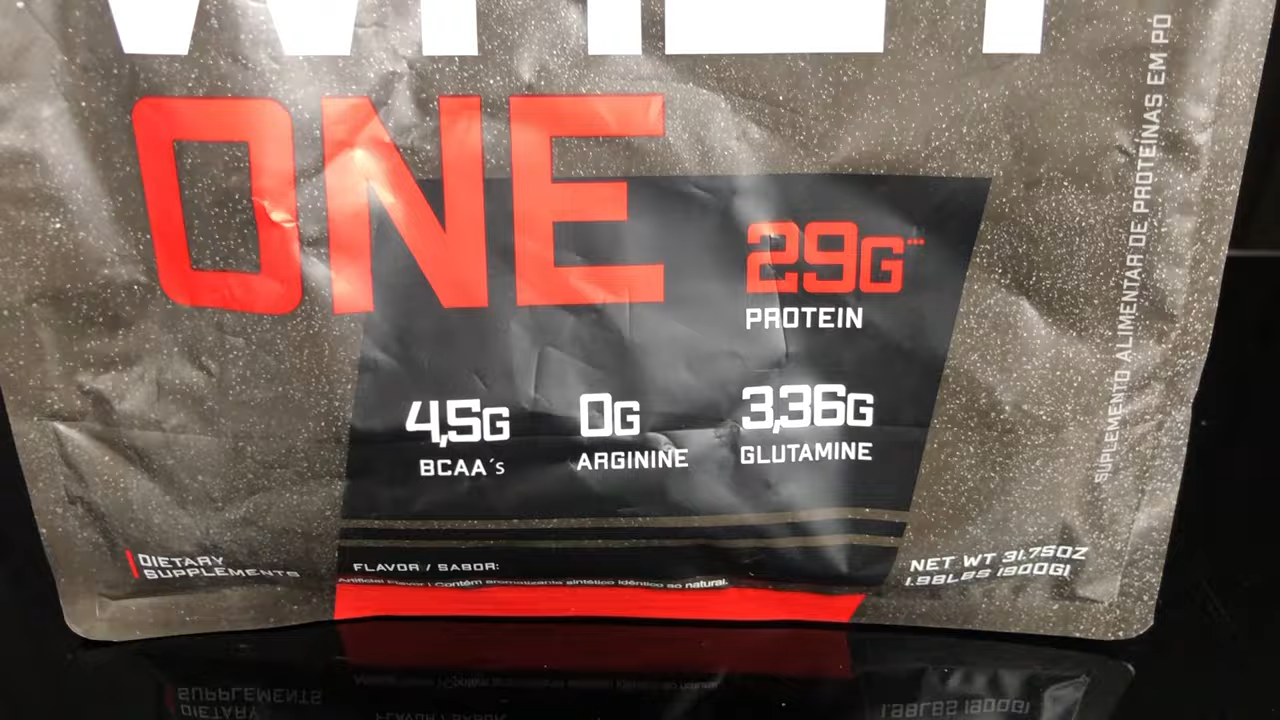 WHEY
ONE
29G***
PROTEIN
4,5G
BCAA´s
0G
ARGININE
3,36G
GLUTAMINE
SUPLEMENTO ALIMENTAR DE PROTEÍNAS EM PÓ
DIETARY
SUPPLEMENTS
FLAVOR / SABOR:
Artificial Flavor | Contém aromatizante sintético idêntico ao natural.
NET WT 31.75OZ
1.98LBS (900G)